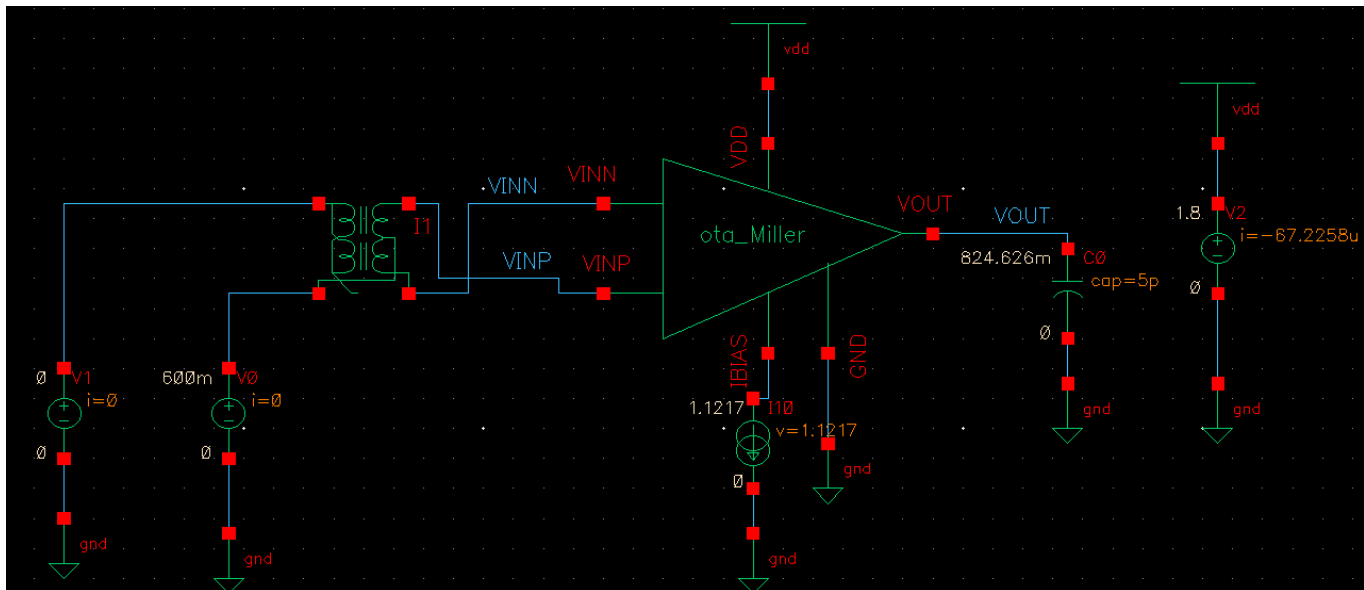 vdd
vdd
VDD
VINN
VINN
I1
ota_Miller
VOUT
VOUT
1.8
V2
i=-67.2258u
VINP
VINP
824.626m
C0
cap=5p
0
0
IBIAS
GND
0
V1
i=0
600m
V0
i=0
1.1217
I10
v=1.1217
gnd
gnd
0
0
gnd
0
gnd
gnd
gnd